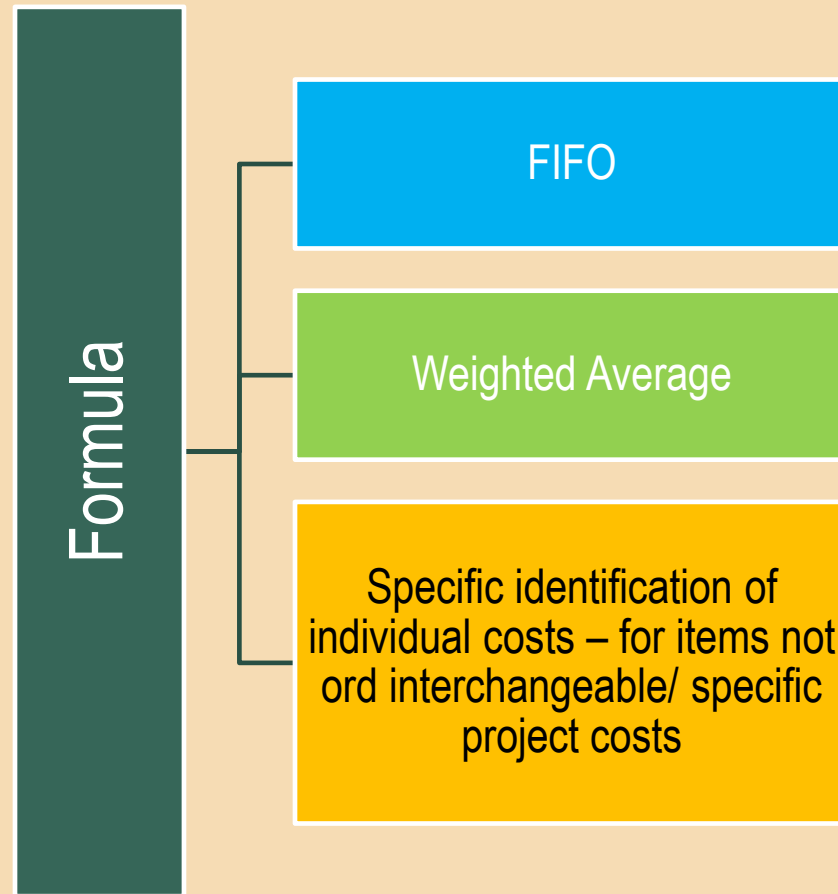 Formula
FIFO
Weighted Average
Specific identification of
individual costs – for items not
ord interchangeable/ specific
project costs